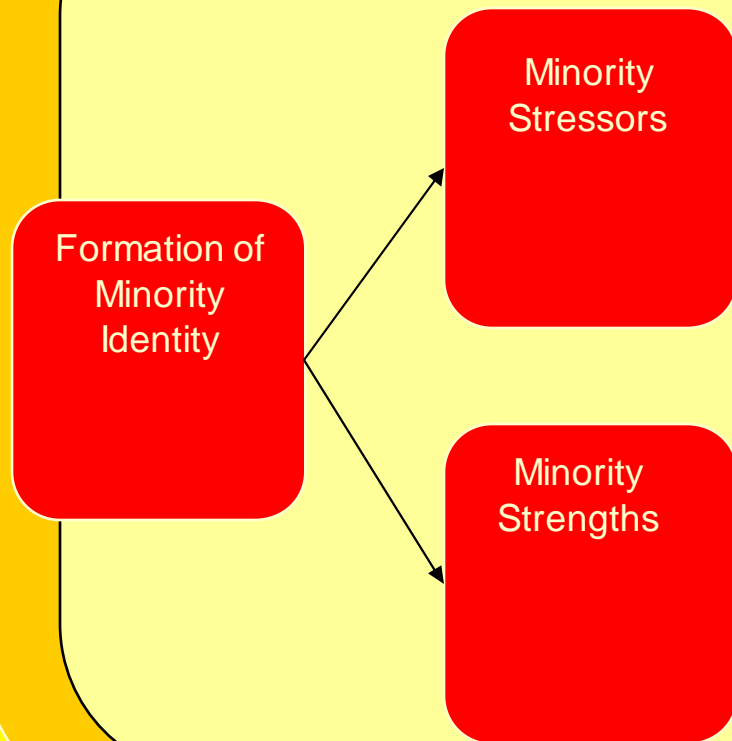 Minority
Stressors
Formation of
Minority
Identity
Minority
Strengths